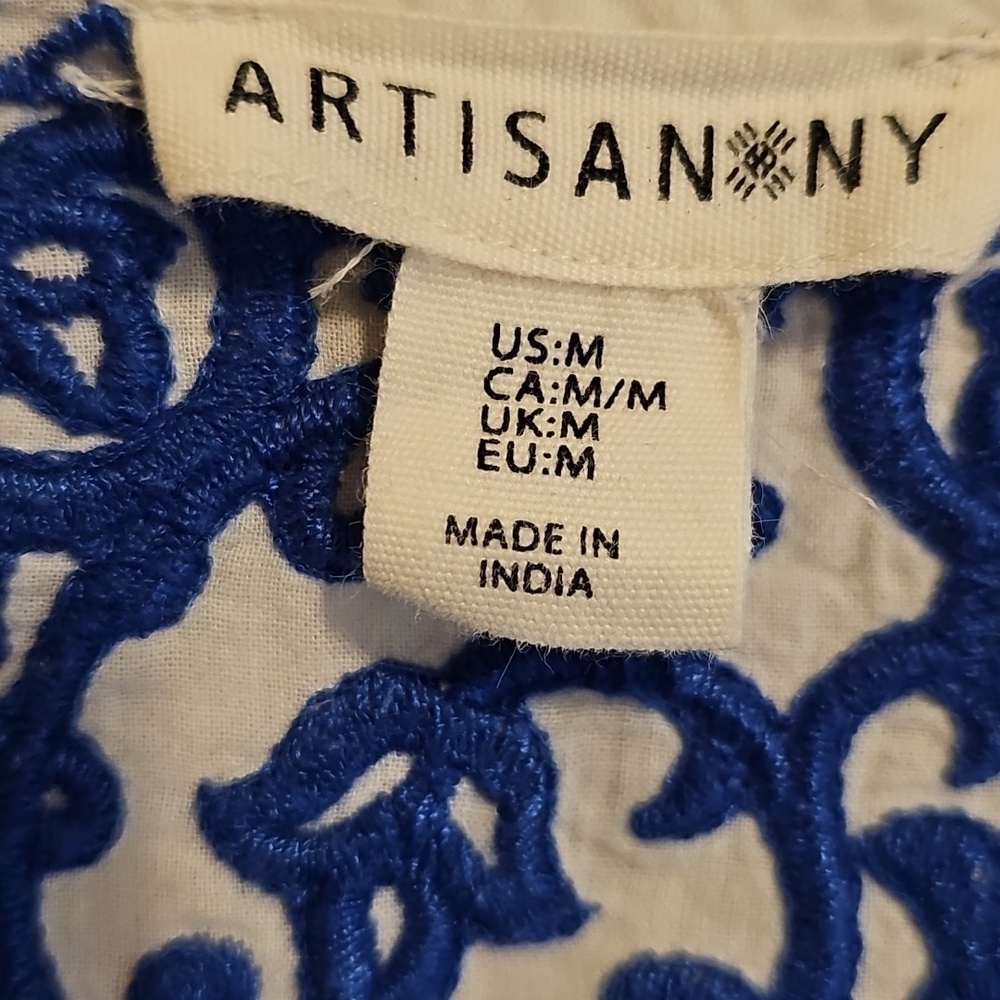 ARTISAN NY
US:M
CA:M/M
UK:M
EU:M
MADE IN
INDIA